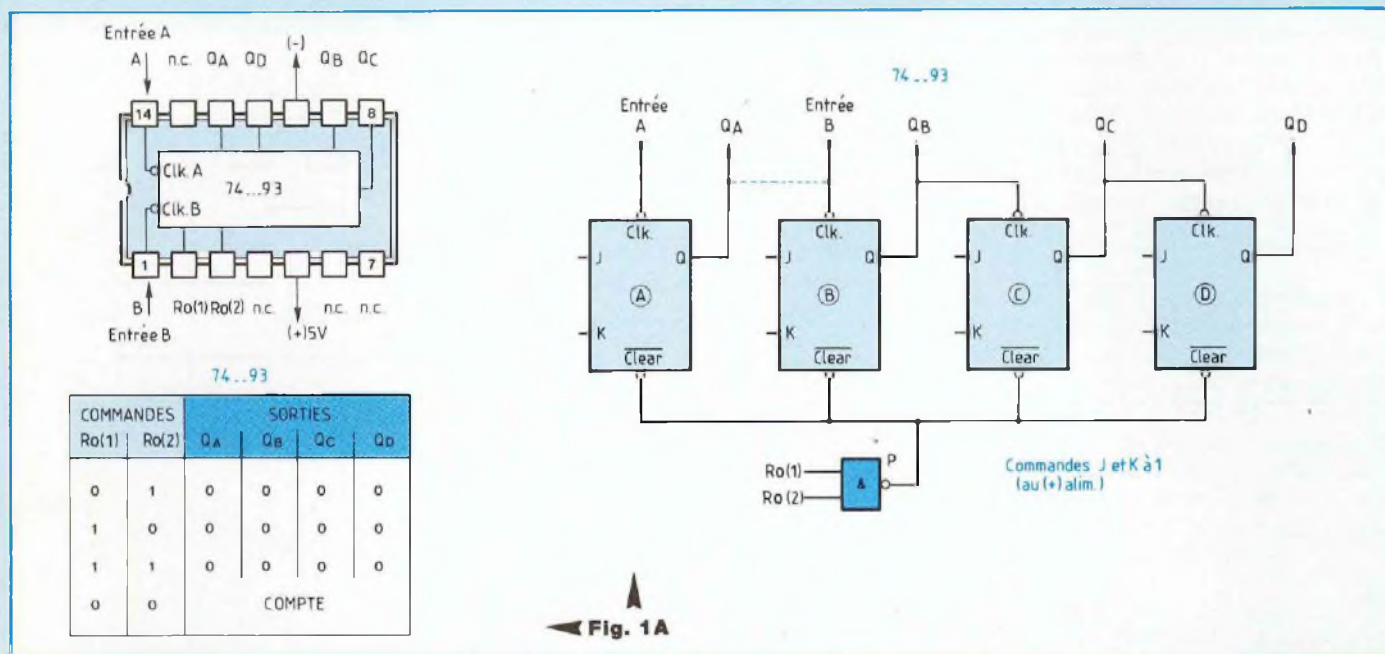 Entrée A
A n.c. QA QD (-) QB QC
14 8
Clk. A
74...93
Clk. B
1 7
B Ro(1) Ro(2) n.c. n.c. n.c.
Entrée B (+)5V
74...93
COMMANDES SORTIES
Ro(1) Ro(2) QA QB QC QD
0 1 0 0 0 0
1 0 0 0 0 0
1 1 0 0 0 0
0 0 COMPTE
74...93
Entrée Entrée
A QA B QB QC QD
Clk. Clk. Clk. Clk.
J Q J Q J Q J Q
A B C D
K K K K
Clear Clear Clear Clear
P
Ro(1)
&
Ro(2)
Commandes J et K à 1
(au (+) alim.)
Fig. 1A